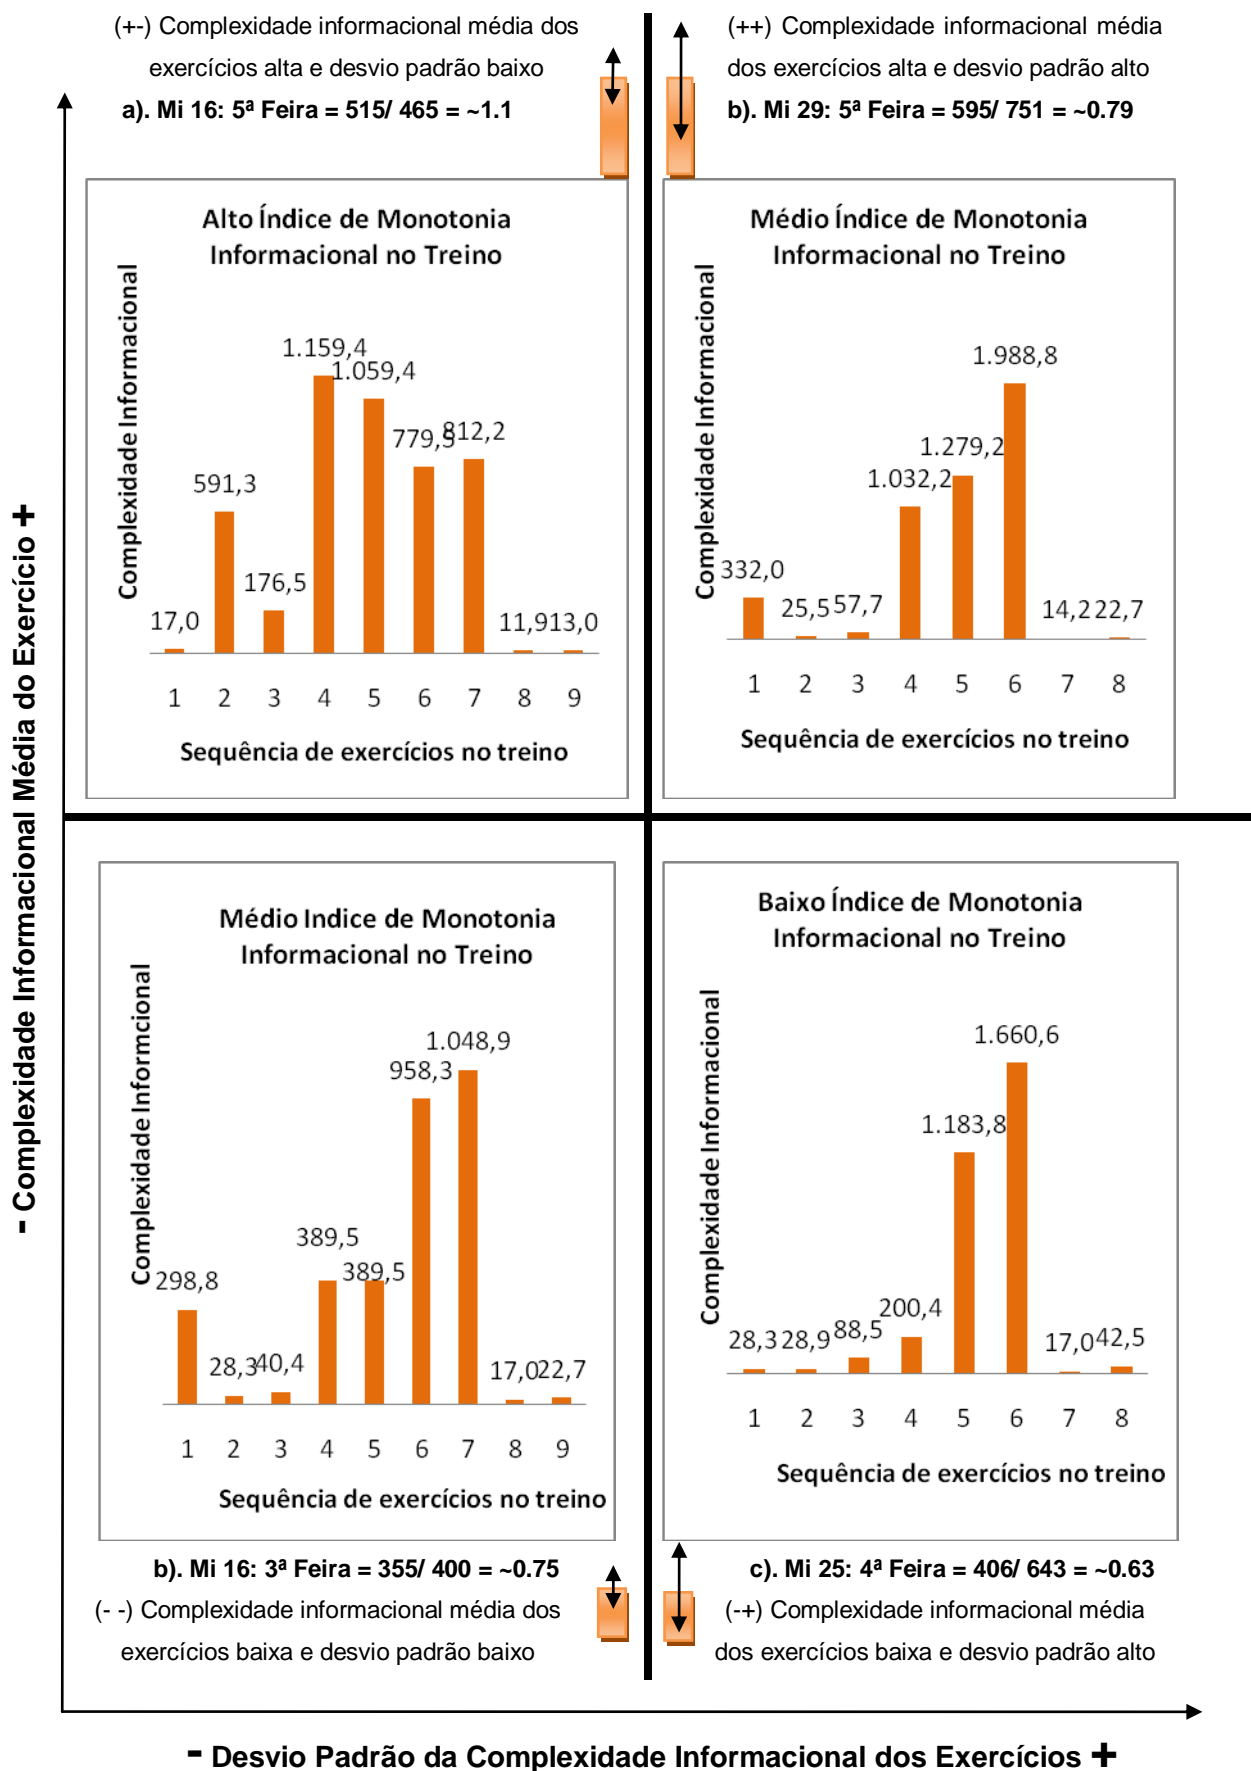 (+-) Complexidade informacional média dos
exercícios alta e desvio padrão baixo
a). Mi 16: 5ª Feira = 515/ 465 = ~1.1
(++) Complexidade informacional média
dos exercícios alta e desvio padrão alto
b). Mi 29: 5ª Feira = 595/ 751 = ~0.79
- Complexidade Informacional Média do Exercício +
Alto Índice de Monotonia
Informacional no Treino
Complexidade Informacional
17,0 591,3 176,5 1.159,4 1.059,4 779,5 812,2 11,9 13,0
1 2 3 4 5 6 7 8 9
Sequência de exercícios no treino
Médio Índice de Monotonia
Informacional no Treino
Complexidade Informacional
332,0 25,5 57,7 1.032,2 1.279,2 1.988,8 14,2 22,7
1 2 3 4 5 6 7 8
Sequência de exercícios no treino
Médio Indice de Monotonia
Informacional no Treino
Complexidade Informcional
298,8 28,3 40,4 389,5 389,5 958,3 1.048,9 17,0 22,7
1 2 3 4 5 6 7 8 9
Sequência de exercícios no treino
b). Mi 16: 3ª Feira = 355/ 400 = ~0.75
(- -) Complexidade informacional média dos
exercícios baixa e desvio padrão baixo
Baixo Índice de Monotonia
Informacional no Treino
Complexidade Informacional
28,3 28,9 88,5 200,4 1.183,8 1.660,6 17,0 42,5
1 2 3 4 5 6 7 8
Sequência de exercícios no treino
c). Mi 25: 4ª Feira = 406/ 643 = ~0.63
(-+) Complexidade informacional média
dos exercícios baixa e desvio padrão alto
- Desvio Padrão da Complexidade Informacional dos Exercícios +